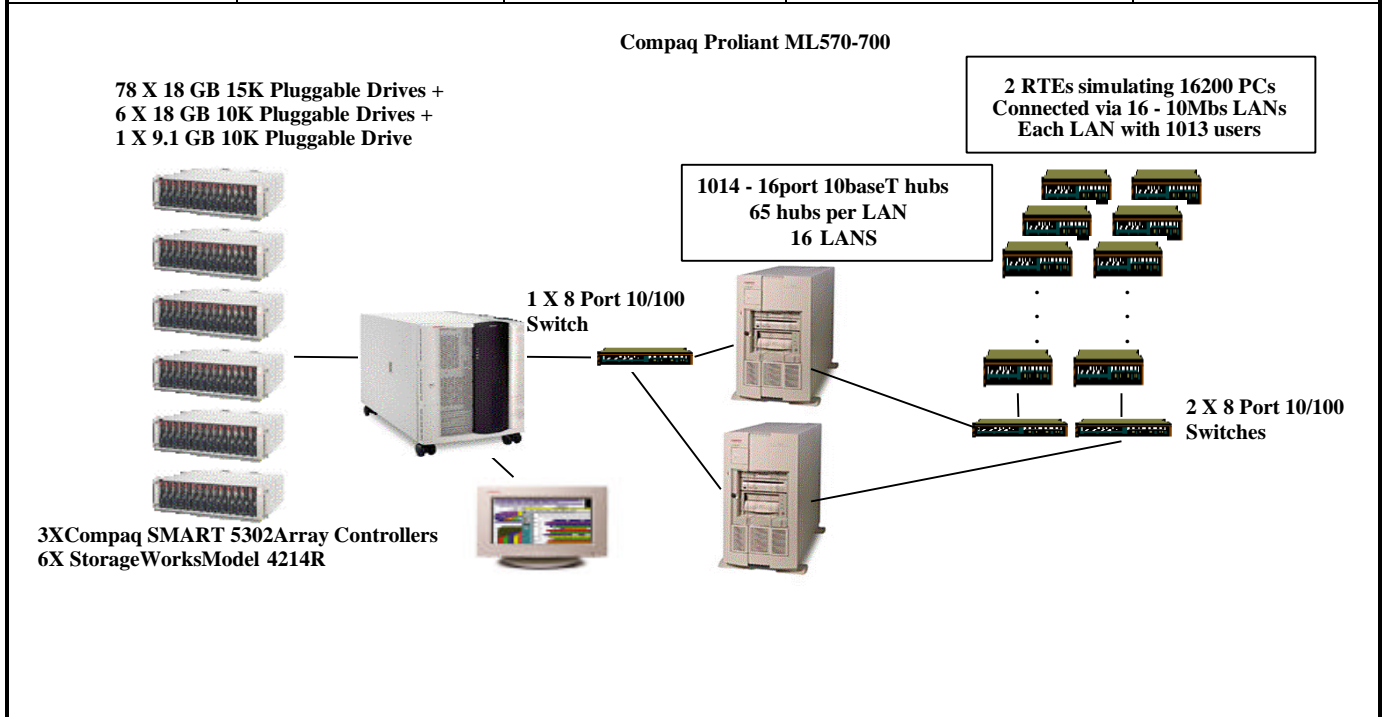 Compaq Proliant ML570-700
78 X 18 GB 15K Pluggable Drives +
6 X 18 GB 10K Pluggable Drives +
1 X 9.1 GB 10K Pluggable Drive
2 RTEs simulating 16200 PCs
Connected via 16 - 10Mbs LANs
Each LAN with 1013 users
1014 - 16port 10baseT hubs
65 hubs per LAN
16 LANS
1 X 8 Port 10/100
Switch
2 X 8 Port 10/100
Switches
3XCompaq SMART 5302Array Controllers
6X StorageWorksModel 4214R